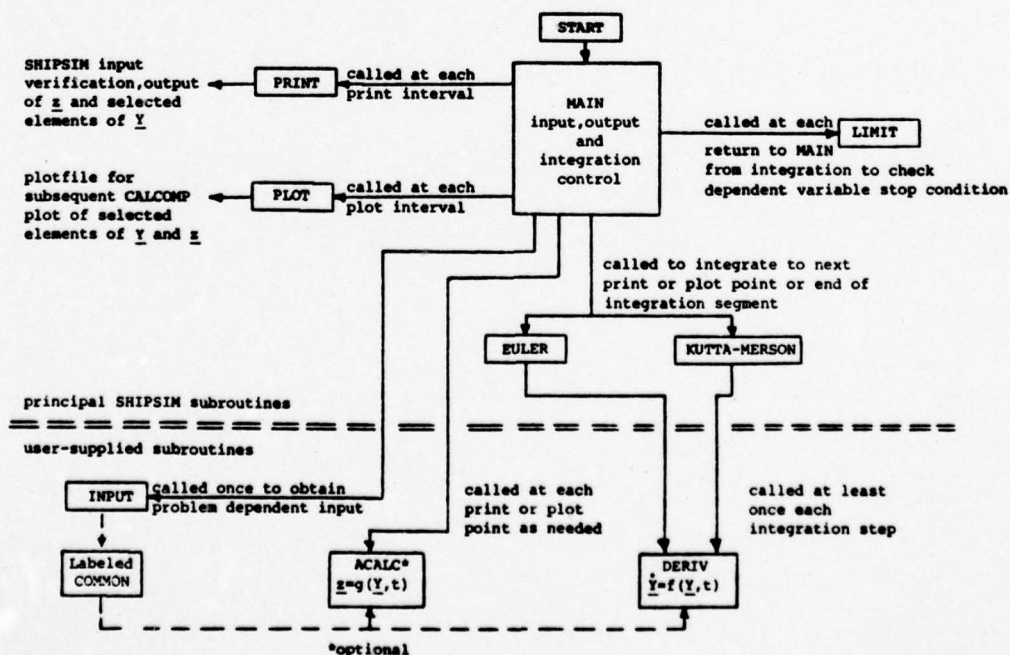 START
SHIPSIM input
verification,output
of z and selected
elements of Y
PRINT
called at each
print interval
MAIN
input,output
and
integration
control
called at each
return to MAIN
from integration to check
dependent variable stop condition
LIMIT
plotfile for
subsequent CALCOMP
plot of selected
elements of Y and z
PLOT
called at each
plot interval
called to integrate to next
print or plot point or end of
integration segment
EULER
KUTTA-MERSON
principal SHIPSIM subroutines
user-supplied subroutines
INPUT
called once to obtain
problem dependent input
called at each
print or plot
point as needed
called at least
once each
integration step
Labeled
COMMON
ACALC*
z=g(Y,t)
DERIV
Ẏ=f(Y,t)
*optional